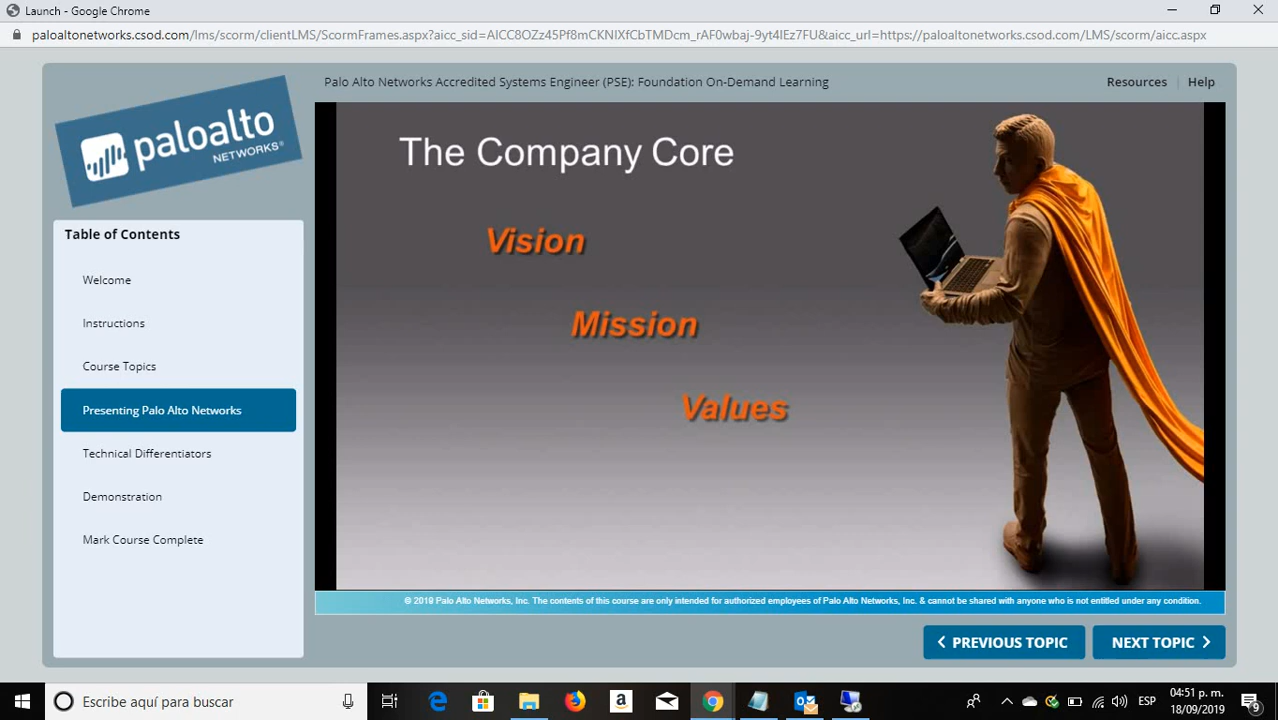 Launch - Google Chrome
paloaltonetworks.csod.com/lms/scorm/clientLMS/ScormFrames.aspx?aicc_sid=AICC8OZz45Pf8mCKNIXfCbTMDcm_rAF0wbaj-9yt4IEz7FU&aicc_url=https://paloaltonetworks.csod.com/LMS/scorm/aicc.aspx
Palo Alto Networks Accredited Systems Engineer (PSE): Foundation On-Demand Learning
Resources | Help
paloalto
NETWORKS®
Table of Contents
Welcome
Instructions
Course Topics
Presenting Palo Alto Networks
Technical Differentiators
Demonstration
Mark Course Complete
The Company Core
Vision
Mission
Values
© 2019 Palo Alto Networks, Inc. The contents of this course are only intended for authorized employees of Palo Alto Networks, Inc. & cannot be shared with anyone who is not entitled under any condition.
PREVIOUS TOPIC
NEXT TOPIC
Escribe aquí para buscar
ESP
04:51 p. m.
18/09/2019
9